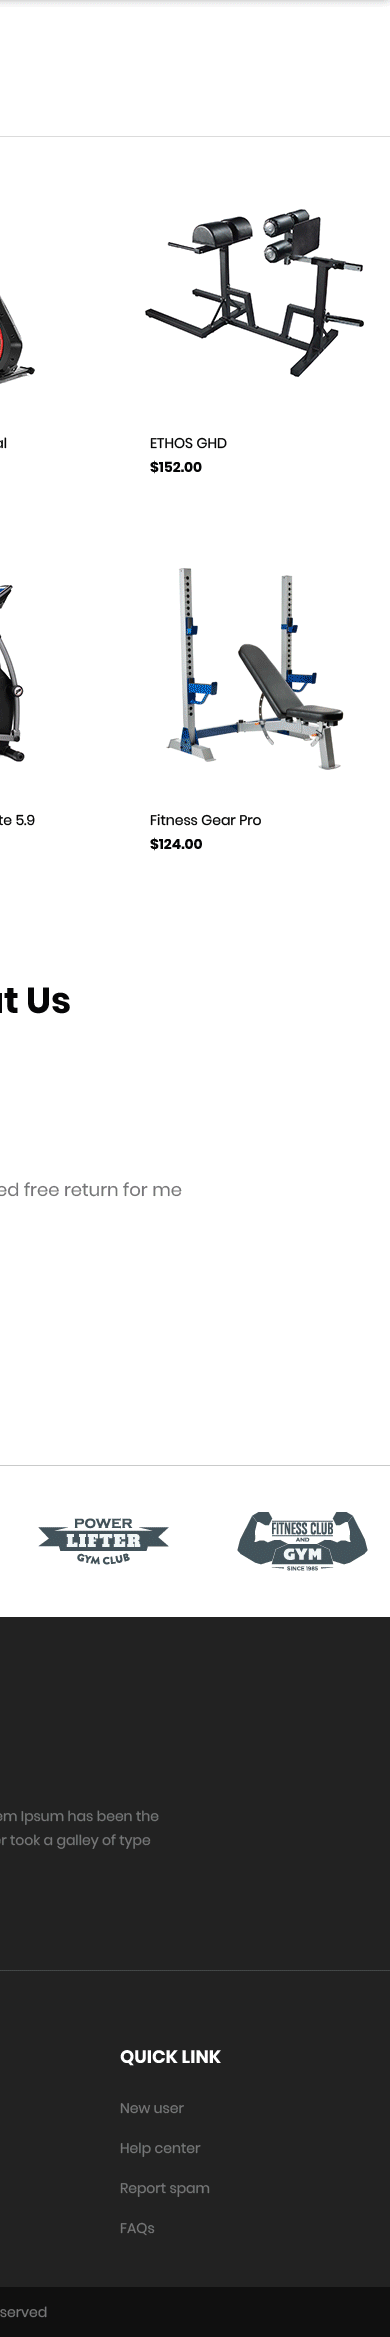 al
ETHOS GHD
$152.00
te 5.9
Fitness Gear Pro
$124.00
ut Us
ed free return for me
POWER
LIFTER
GYM CLUB
FITNESS CLUB
AND
GYM
SINCE 1985
em Ipsum has been the
er took a galley of type
QUICK LINK
New user
Help center
Report spam
FAQs
served